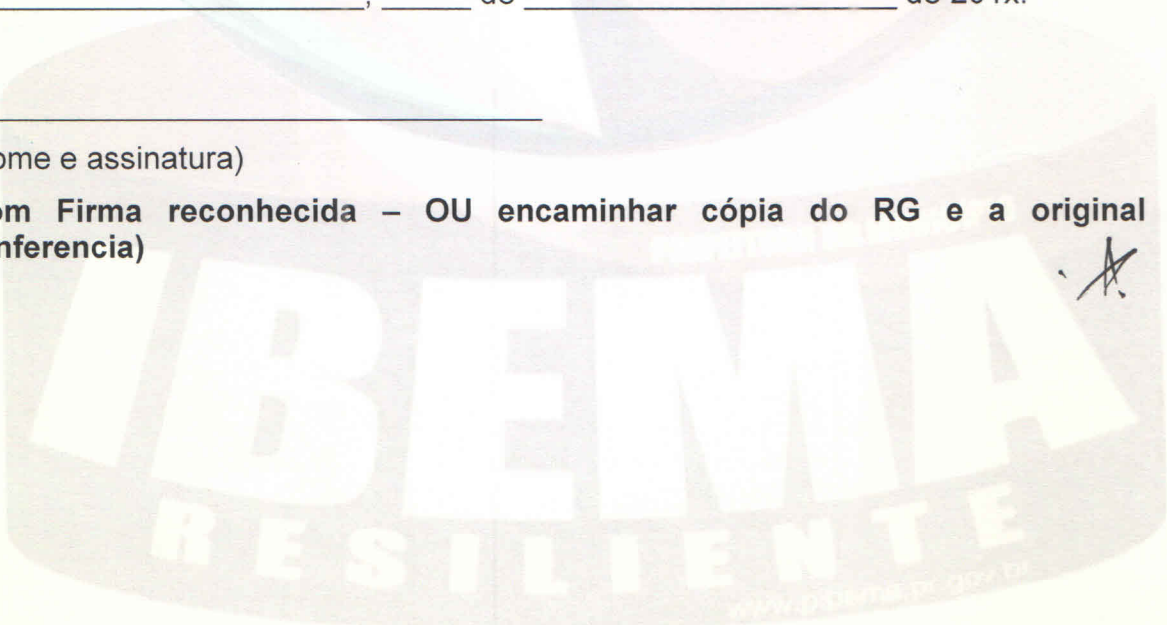 , de de 201x.
ome e assinatura)
om Firma reconhecida – OU encaminhar cópia do RG e a original
nferencia)
IBEMA
RESILIENTE